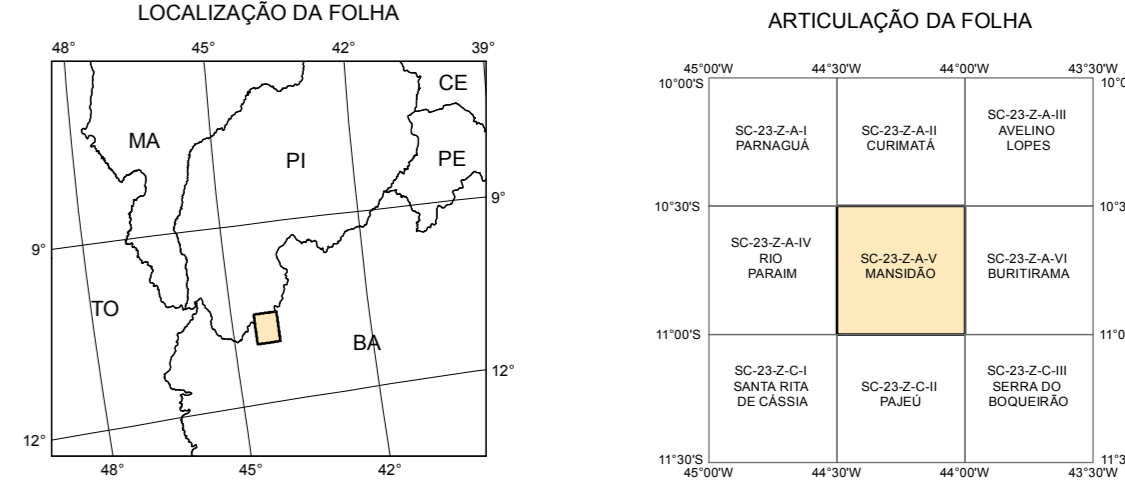 LOCALIZAÇÃO DA FOLHA
48° 45° 42° 39°
CE
MA
PI
PE
9°
9°
TO
BA
12°
12°
48° 45° 42°
ARTICULAÇÃO DA FOLHA
45°00'W 44°30'W 44°00'W 43°30'W
10°00'S
SC-23-Z-A-I
PARNAGUÁ
SC-23-Z-A-II
CURIMATÁ
SC-23-Z-A-III
AVELINO
LOPES
10°30'S
SC-23-Z-A-IV
RIO
PARAIM
SC-23-Z-A-V
MANSIDÃO
SC-23-Z-A-VI
BURITIRAMA
11°00'S
SC-23-Z-C-I
SANTA RITA
DE CÁSSIA
SC-23-Z-C-II
PAJEÚ
SC-23-Z-C-III
SERRA DO
BOQUEIRÃO
11°30'S
45°00'W 44°30'W 44°00'W 43°30'W